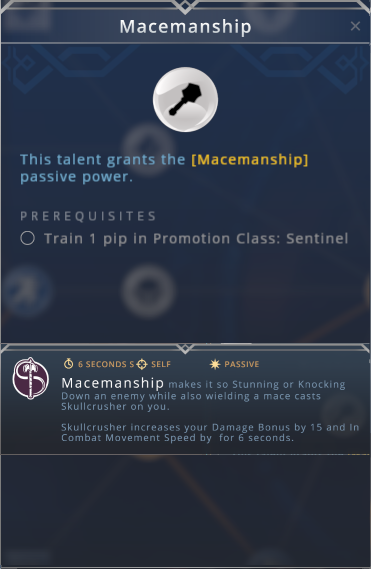 Macemanship
This talent grants the [Macemanship]
passive power.
PREREQUISITES
Train 1 pip in Promotion Class: Sentinel
6 SECONDS S SELF PASSIVE
Macemanship makes it so Stunning or Knocking
Down an enemy while also wielding a mace casts
Skullcrusher on you.
Skullcrusher increases your Damage Bonus by 15 and In
Combat Movement Speed by for 6 seconds.